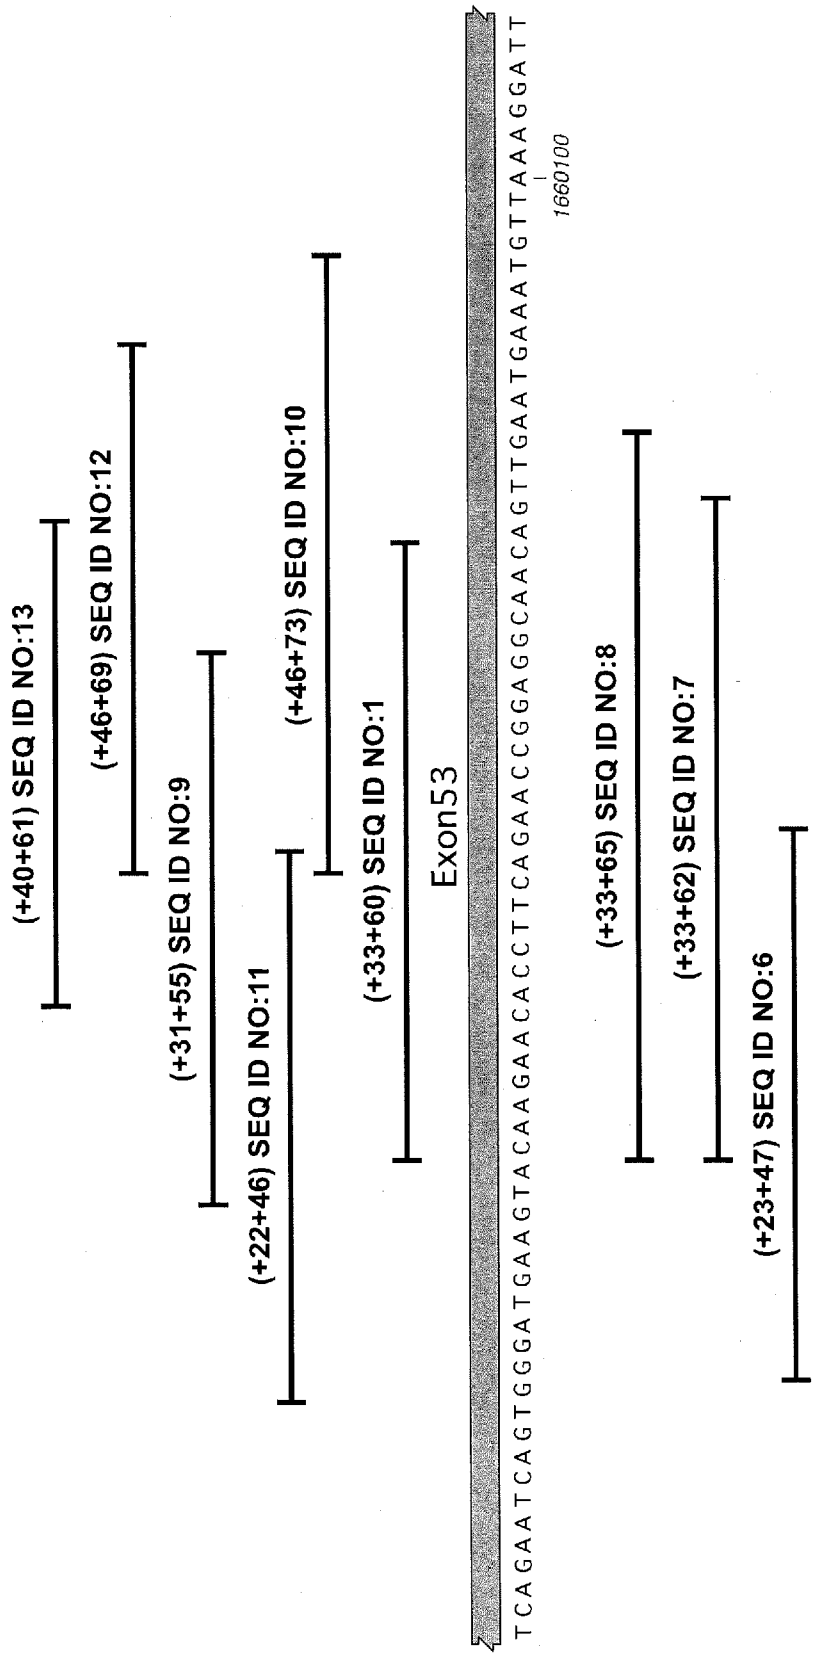 (+40+61) SEQ ID NO:13
(+46+69) SEQ ID NO:12
(+31+55) SEQ ID NO:9
(+22+46) SEQ ID NO:11
(+46+73) SEQ ID NO:10
(+33+60) SEQ ID NO:1
Exon53
TCAGAATCAGTGGGATGAAGTACAAGAACACCTTCAGAACCGGAGGCAACAGTTGAATGAAATGTTAAAGGATT
1660100
(+33+65) SEQ ID NO:8
(+33+62) SEQ ID NO:7
(+23+47) SEQ ID NO:6